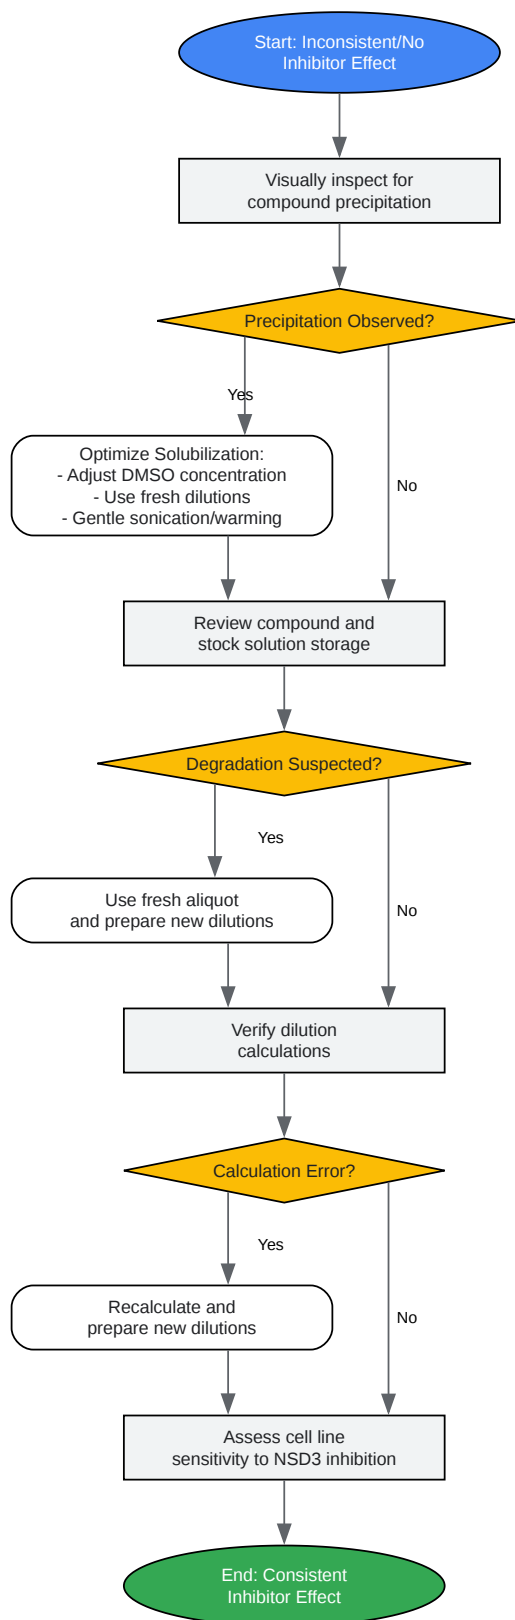 Start: Inconsistent/No
Inhibitor Effect
Visually inspect for
compound precipitation
Precipitation Observed?
Yes
Optimize Solubilization:
- Adjust DMSO concentration
- Use fresh dilutions
- Gentle sonication/warming
No
Review compound and
stock solution storage
Degradation Suspected?
Yes
Use fresh aliquot
and prepare new dilutions
No
Verify dilution
calculations
Calculation Error?
Yes
Recalculate and
prepare new dilutions
No
Assess cell line
sensitivity to NSD3 inhibition
End: Consistent
Inhibitor Effect